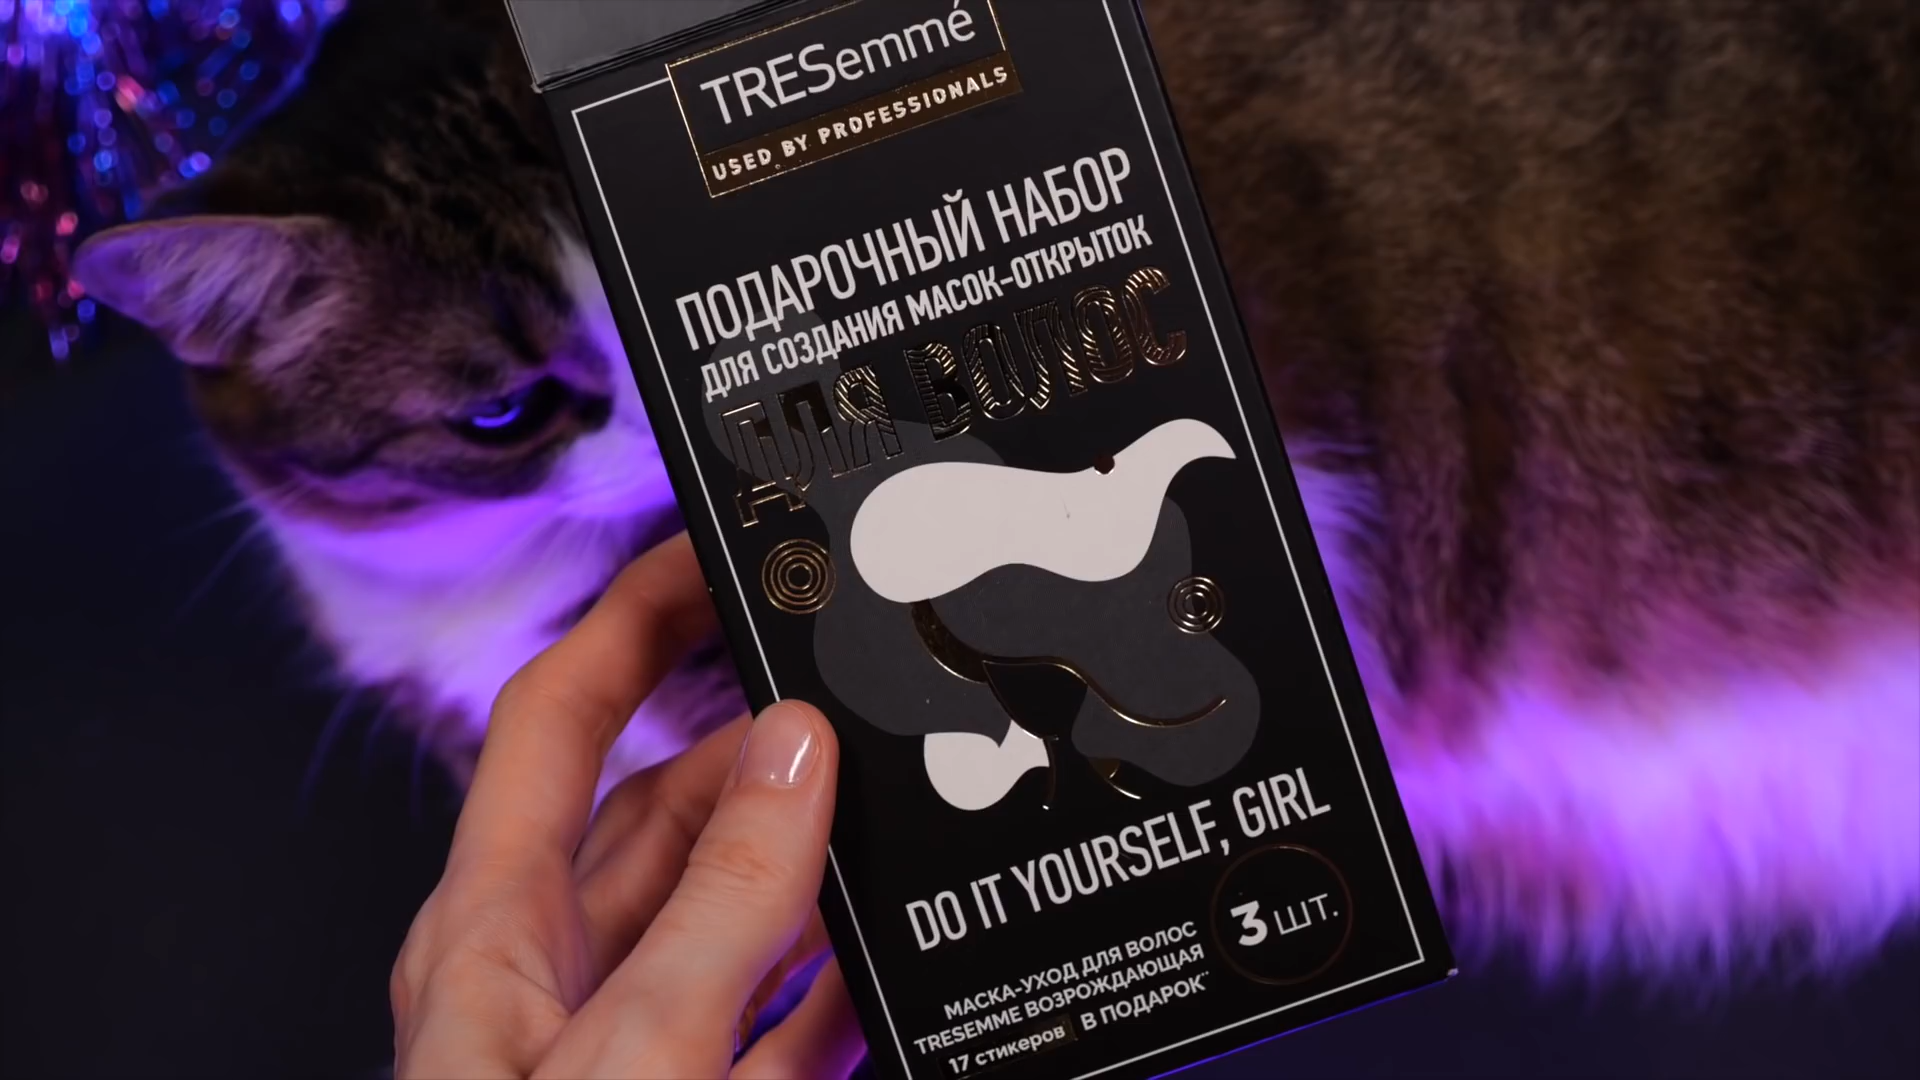 TRESemmé
USED BY PROFESSIONALS
ПОДАРОЧНЫЙ НАБОР
ДЛЯ СОЗДАНИЯ МАСОК-ОТКРЫТОК
ДЛЯ ВОЛОС
DO IT YOURSELF, GIRL
3 ШТ.
МАСКА-УХОД ДЛЯ ВОЛОС
TRESEMME ВОЗРОЖДАЮЩАЯ
17 стикеров В ПОДАРОК**